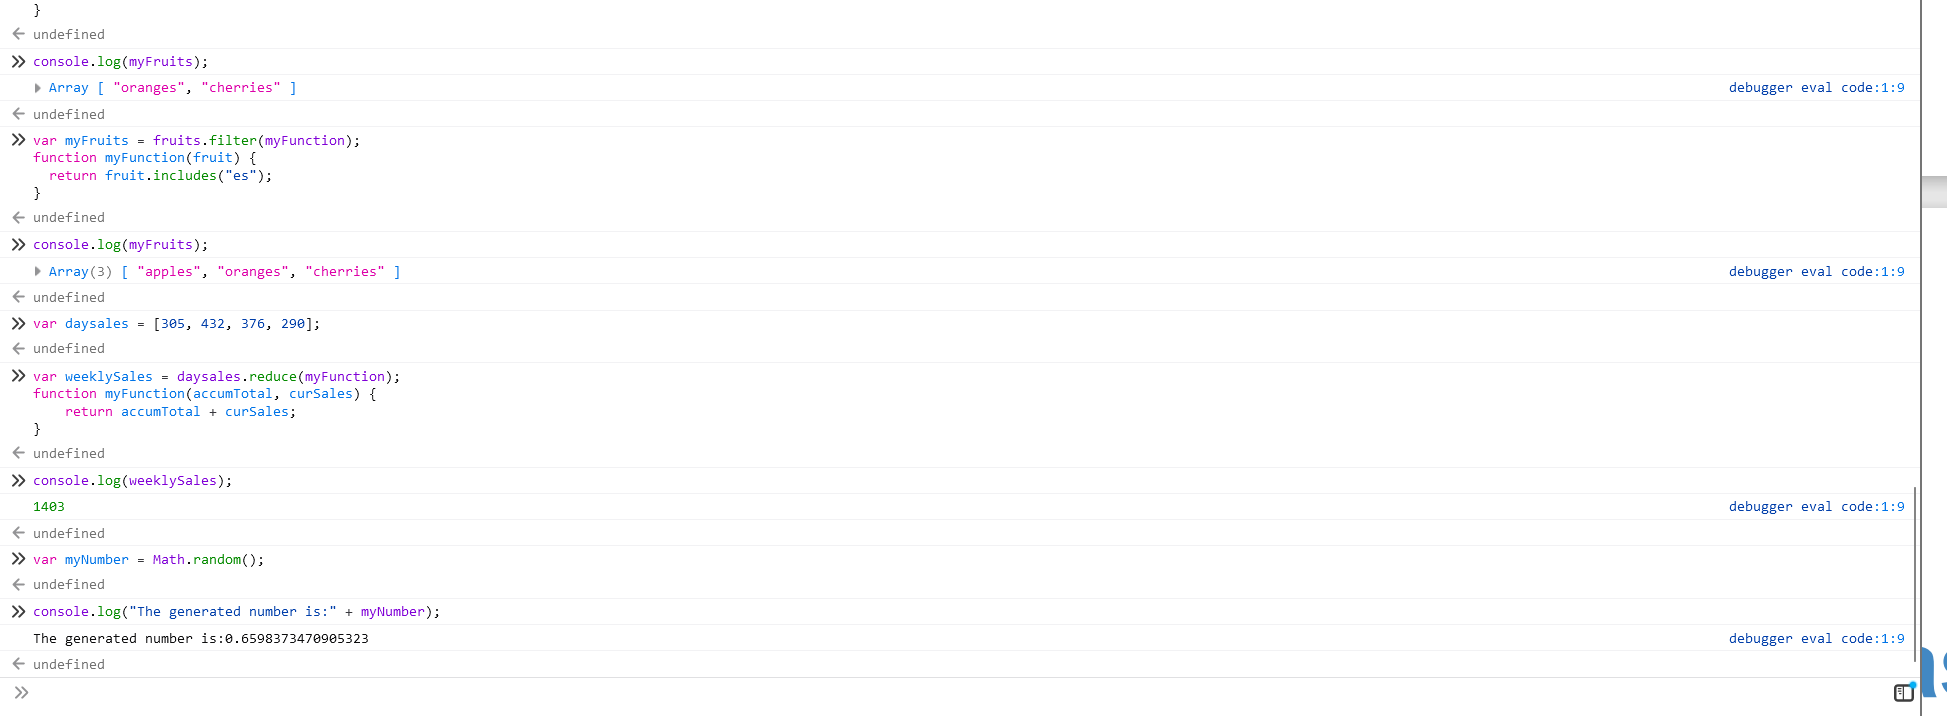 }
undefined
console.log(myFruits);
Array [ "oranges", "cherries" ]
debugger eval code:1:9
undefined
var myFruits = fruits.filter(myFunction);
function myFunction(fruit) {
  return fruit.includes("es");
}
undefined
console.log(myFruits);
Array(3) [ "apples", "oranges", "cherries" ]
debugger eval code:1:9
undefined
var daysales = [305, 432, 376, 290];
undefined
var weeklySales = daysales.reduce(myFunction);
function myFunction(accumTotal, curSales) {
    return accumTotal + curSales;
}
undefined
console.log(weeklySales);
1403
debugger eval code:1:9
undefined
var myNumber = Math.random();
undefined
console.log("The generated number is:" + myNumber);
The generated number is:0.6598373470905323
debugger eval code:1:9
undefined